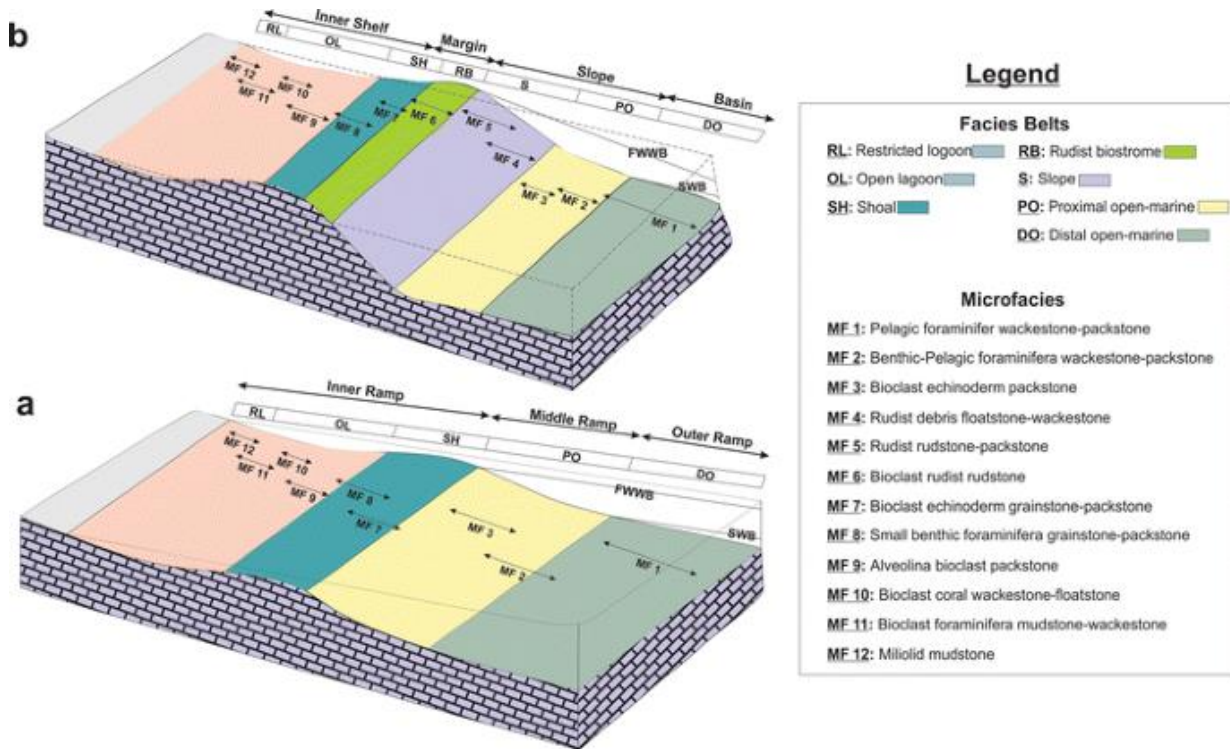 b
Inner Shelf
Margin
Slope
Basin
RL
OL
SH
RB
S
PO
DO
MF 12
MF 10
MF 11
MF 9
MF 8
MF 7
MF 6
MF 5
MF 4
MF 3
MF 2
MF 1
FWWB
SWB
a
Inner Ramp
Middle Ramp
Outer Ramp
RL
OL
SH
PO
DO
MF 12
MF 10
MF 11
MF 9
MF 8
MF 7
MF 3
MF 2
MF 1
FWWB
SWB
Legend
Facies Belts
RL: Restricted logoon
RB: Rudist biostrome
OL: Open lagoon
S: Slope
SH: Shoal
PO: Proximal open-marine
DO: Distal open-marine
Microfacies
MF 1: Pelagic foraminifer wackestone-packstone
MF 2: Benthic-Pelagic foraminifera wackestone-packstone
MF 3: Bioclast echinoderm packstone
MF 4: Rudist debris floatstone-wackestone
MF 5: Rudist rudstone-packstone
MF 6: Bioclast rudist rudstone
MF 7: Bioclast echinoderm grainstone-packstone
MF 8: Small benthic foraminifera grainstone-packstone
MF 9: Alveolina bioclast packstone
MF 10: Bioclast coral wackestone-floatstone
MF 11: Bioclast foraminifera mudstone-wackestone
MF 12: Miliolid mudstone